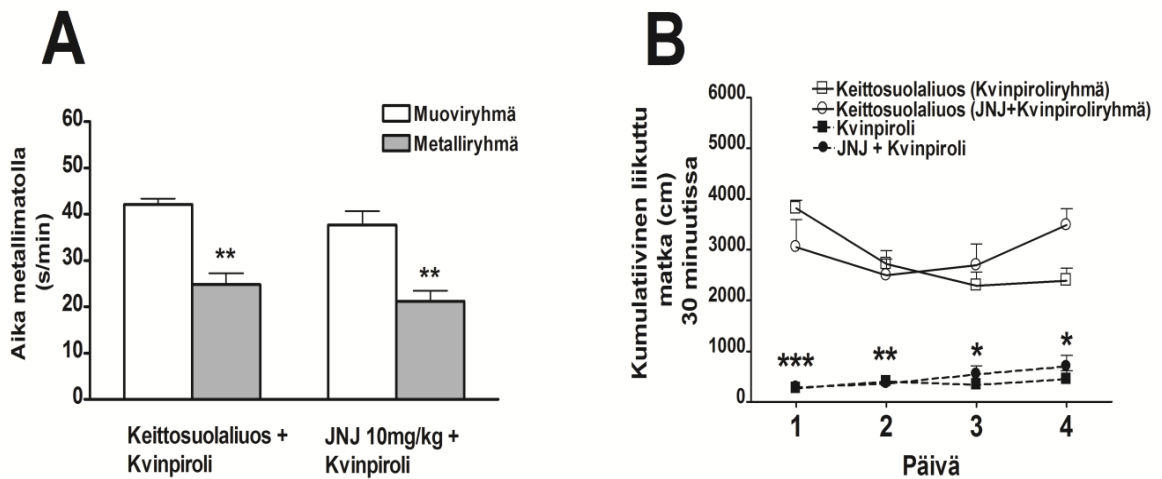 A
Muoviryhmä
Metalliryhmä
Aika metallimatolla
(s/min)
60
50
40
30
20
10
0
**
**
Keittosuolaliuos +
Kvinpiroli
JNJ 10mg/kg +
Kvinpiroli
B
Keittosuolaliuos (Kvinpiroliryhmä)
Keittosuolaliuos (JNJ+Kvinpiroliryhmä)
Kvinpiroli
JNJ + Kvinpiroli
Kumulativinen liikuttu
matka (cm)
30 minuutissa
6000
5000
4000
3000
2000
1000
0
***
**
*
*
1 2 3 4
Päivä